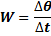 W = Δθ / Δt